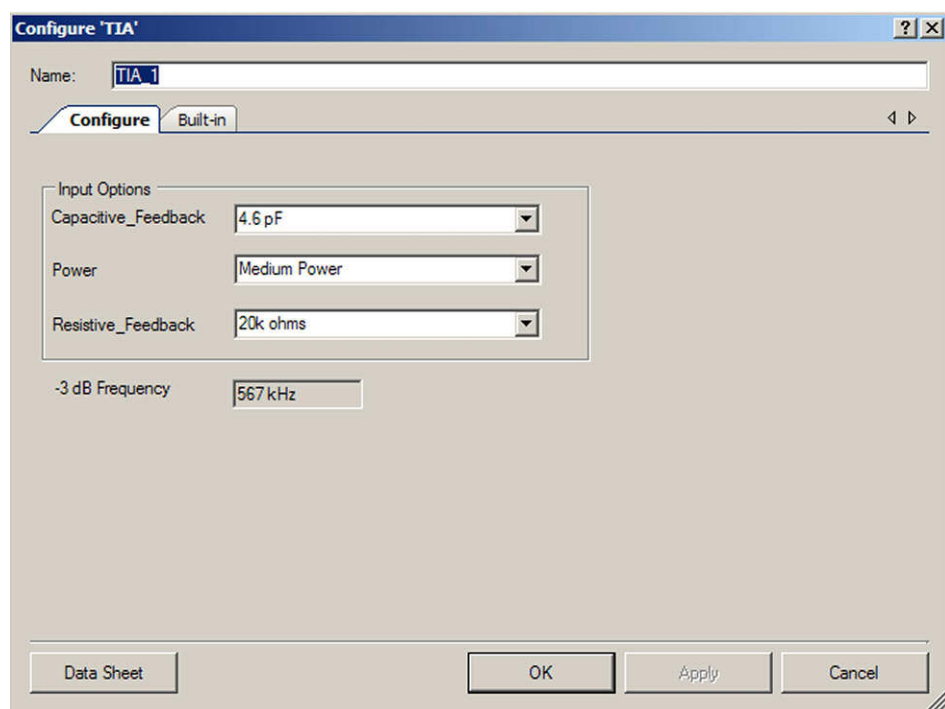 Configure 'TIA'
Name: TIA_1
Configure Built-in
Input Options
Capacitive_Feedback 4.6 pF
Power Medium Power
Resistive_Feedback 20k ohms
-3 dB Frequency 567 kHz
Data Sheet OK Apply Cancel